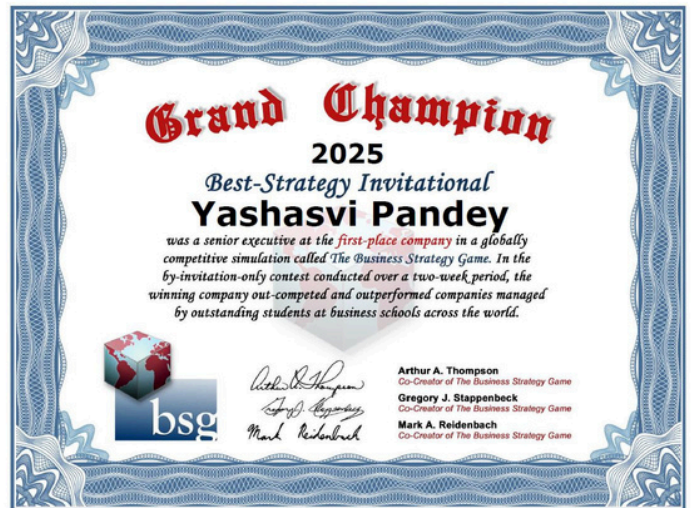 Grand Champion
2025
Best-Strategy Invitational
Yashasvi Pandey
was a senior executive at the first-place company in a globally
competitive simulation called The Business Strategy Game. In the
by-invitation-only contest conducted over a two-week period, the
winning company out-competed and outperformed companies managed
by outstanding students at business schools across the world.
bsg
Arthur A. Thompson
Co-Creator of The Business Strategy Game
Gregory J. Stappenbeck
Co-Creator of The Business Strategy Game
Mark A. Reidenbach
Co-Creator of The Business Strategy Game
Mark Reidenbach